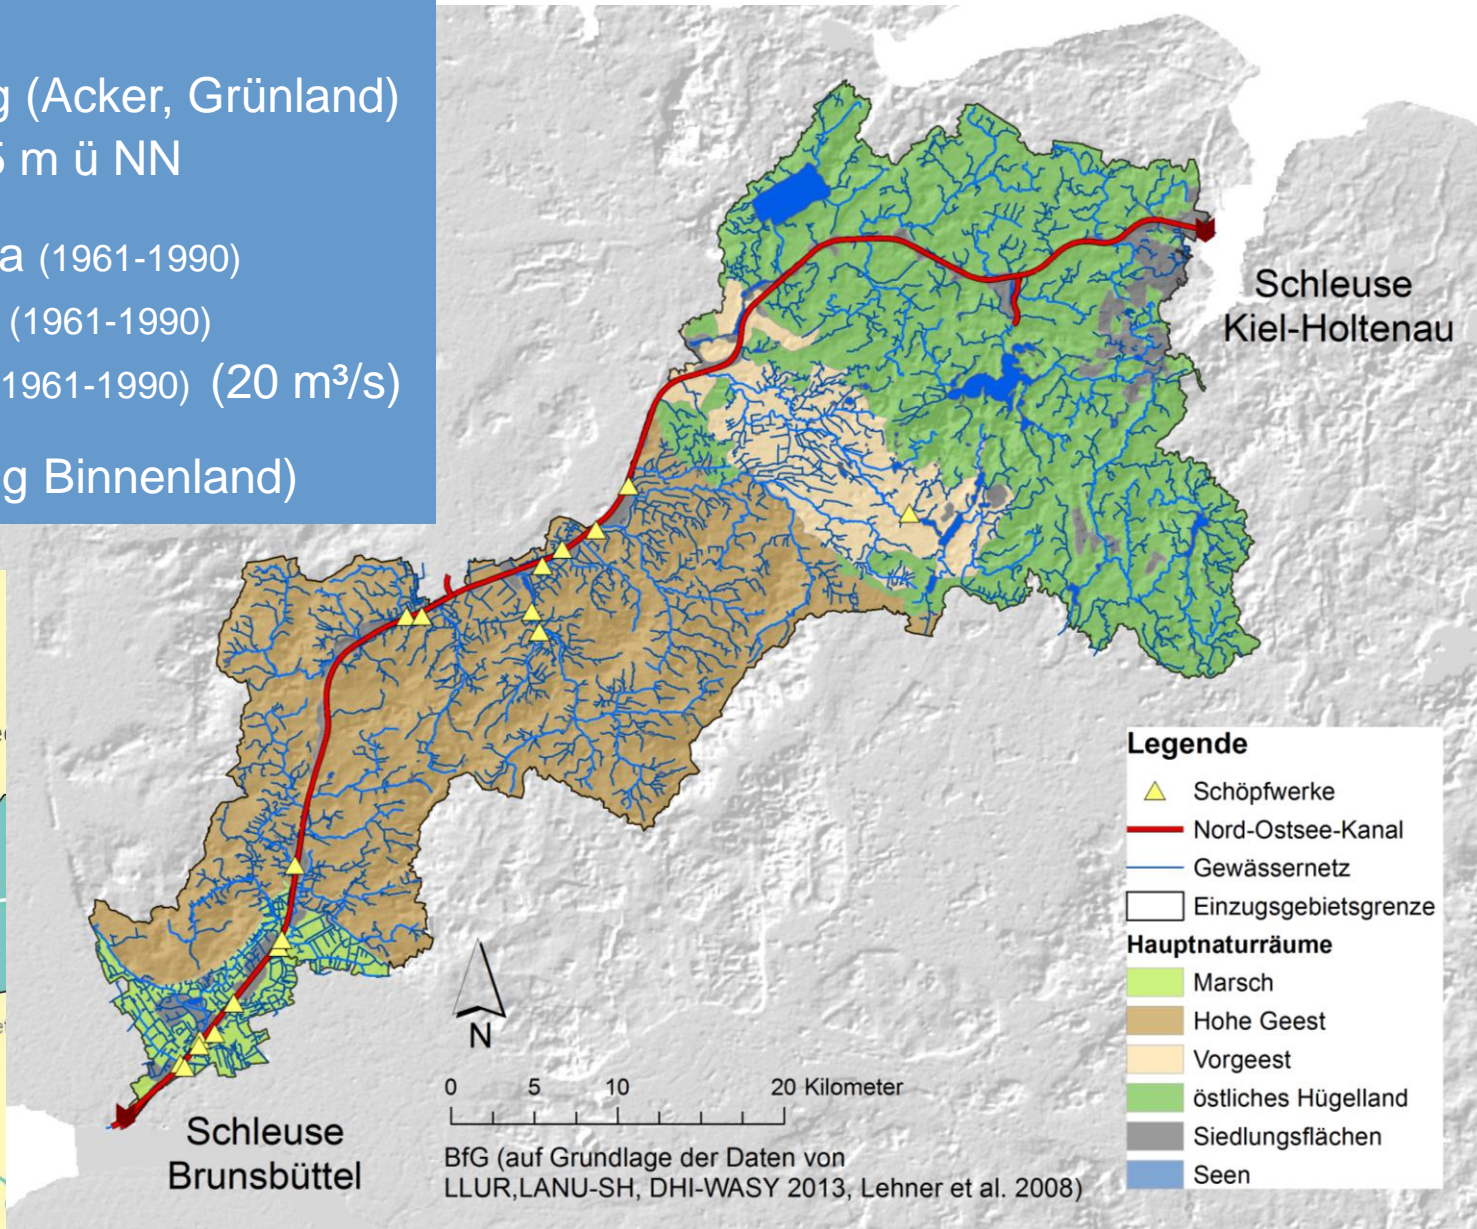 g (Acker, Grünland)
5 m ü NN
a (1961-1990)
(1961-1990)
1961-1990) (20 m³/s)
g Binnenland)
Schleuse
Kiel-Holtenau
Legende
Schöpfwerke
Nord-Ostsee-Kanal
Gewässernetz
Einzugsgebietsgrenze
Hauptnaturräume
Marsch
Hohe Geest
Vorgeest
östliches Hügelland
Siedlungsflächen
Seen
N
0 5 10 20 Kilometer
Schleuse
Brunsbüttel
BfG (auf Grundlage der Daten von
LLUR,LANU-SH, DHI-WASY 2013, Lehner et al. 2008)